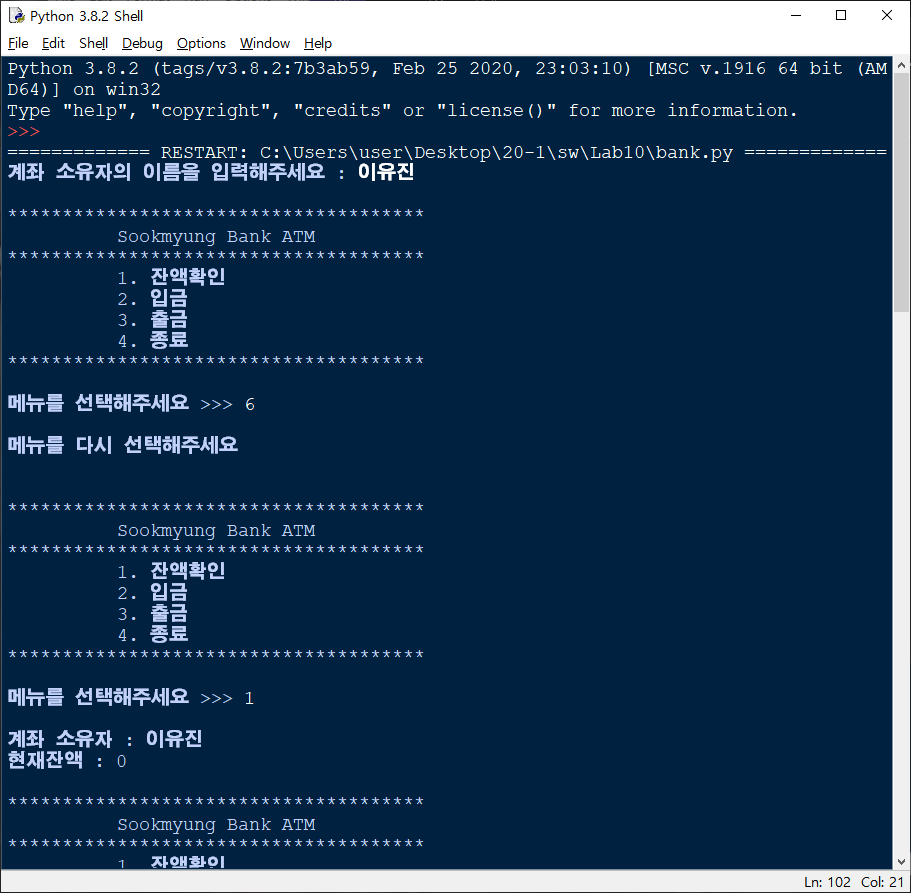 Python 3.8.2 Shell
File Edit Shell Debug Options Window Help
Python 3.8.2 (tags/v3.8.2:7b3ab59, Feb 25 2020, 23:03:10) [MSC v.1916 64 bit (AM
D64)] on win32
Type "help", "copyright", "credits" or "license()" for more information.
>>>
============= RESTART: C:\Users\user\Desktop\20-1\sw\Lab10\bank.py =============
계좌 소유자의 이름을 입력해주세요 : 이유진
**************************************
Sookmyung Bank ATM
**************************************
1. 잔액확인
2. 입금
3. 출금
4. 종료
**************************************
메뉴를 선택해주세요 >>> 6
메뉴를 다시 선택해주세요
**************************************
Sookmyung Bank ATM
**************************************
1. 잔액확인
2. 입금
3. 출금
4. 종료
**************************************
메뉴를 선택해주세요 >>> 1
계좌 소유자 : 이유진
현재잔액 : 0
**************************************
Sookmyung Bank ATM
**************************************
1. 잔액확인
Ln: 102 Col: 21